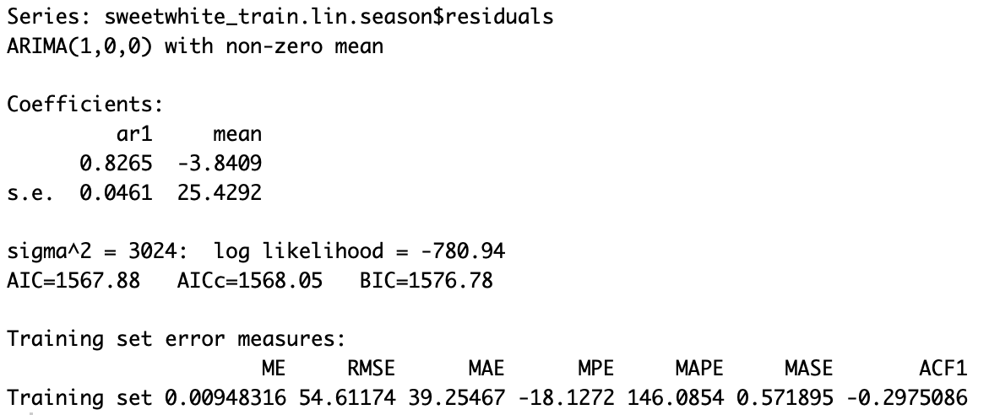 Series: sweetwhite_train.lin.season$residuals
ARIMA(1,0,0) with non-zero mean
Coefficients:
ar1 mean
0.8265 -3.8409
s.e. 0.0461 25.4292
sigma^2 = 3024: log likelihood = -780.94
AIC=1567.88 AICc=1568.05 BIC=1576.78
Training set error measures:
ME RMSE MAE MPE MAPE MASE ACF1
Training set 0.00948316 54.61174 39.25467 -18.1272 146.0854 0.571895 -0.2975086